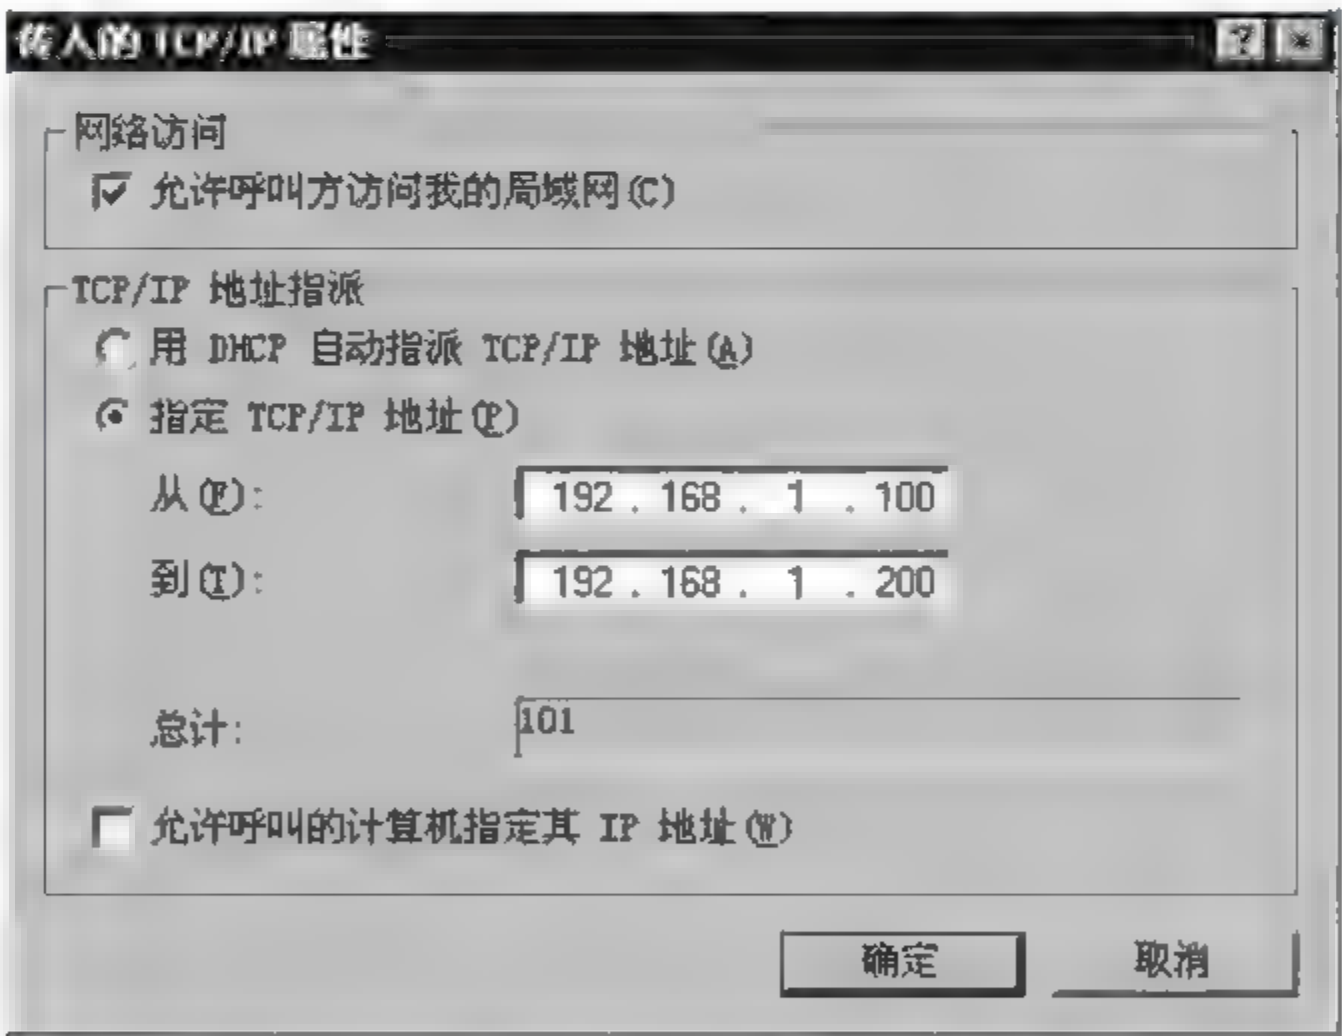 传入的 TCP/IP 属性
网络访问
允许呼叫方访问我的局域网(C)
TCP/IP 地址指派
用 DHCP 自动指派 TCP/IP 地址(A)
指定 TCP/IP 地址(P)
从(F): 192 . 168 . 1 . 100
到(T): 192 . 168 . 1 . 200
总计: 101
允许呼叫的计算机指定其 IP 地址(W)
确定 取消